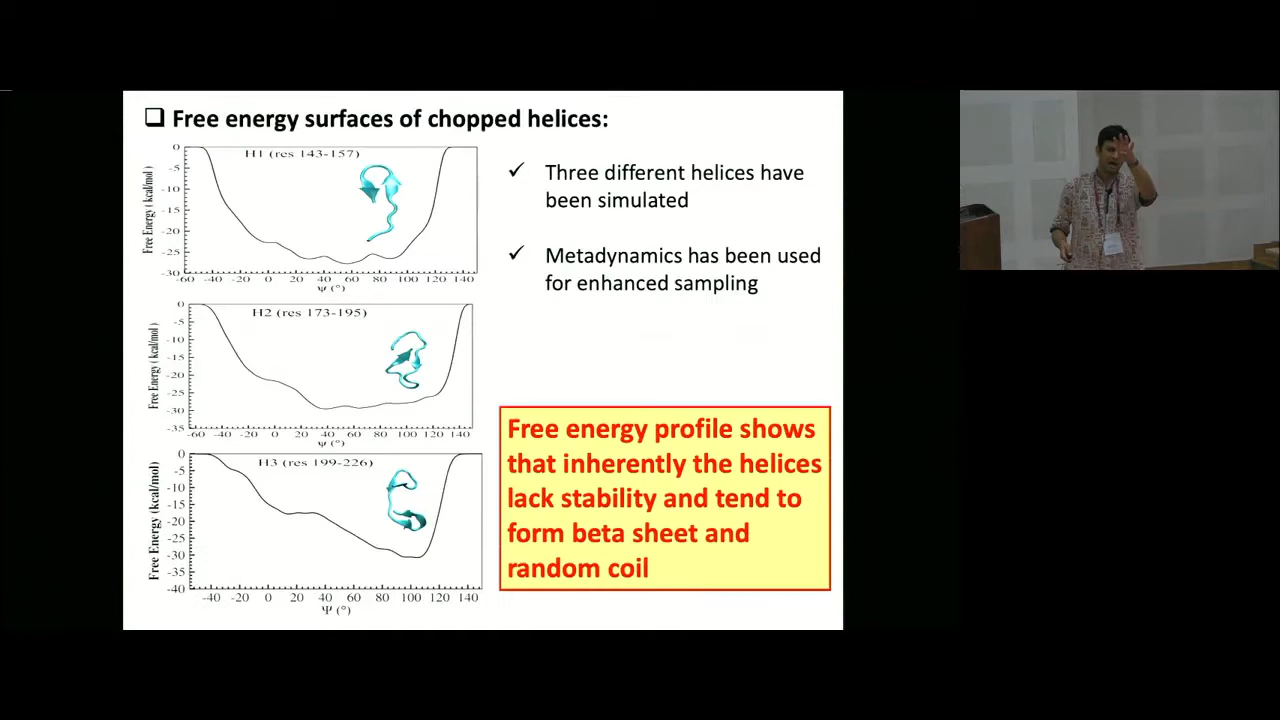 ❑ Free energy surfaces of chopped helices:
H1 (res 143-157)
Free Energy ( kcal/mol)
0
-5
-10
-15
-20
-25
-30
-60 -40 -20 0 20 40 60 80 100 120 140
Ψ (°)
H2 (res 173-195)
Free Energy ( kcal/mol)
0
-5
-10
-15
-20
-25
-30
-35
-60 -40 -20 0 20 40 60 80 100 120 140
Ψ (°)
H3 (res 199-226)
Free Energy (kcal/mol)
0
-5
-10
-15
-20
-25
-30
-35
-40
-40 -20 0 20 40 60 80 100 120 140
Ψ (°)
✓ Three different helices have
been simulated
✓ Metadynamics has been used
for enhanced sampling
Free energy profile shows
that inherently the helices
lack stability and tend to
form beta sheet and
random coil